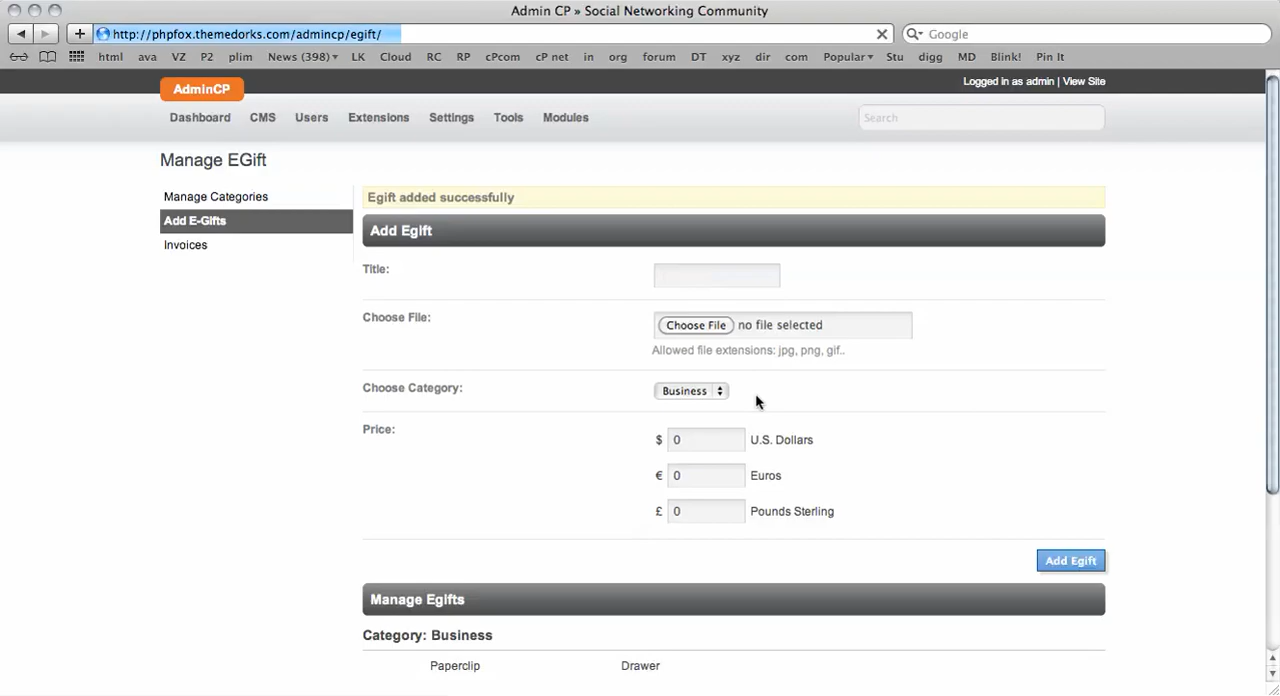 Admin CP » Social Networking Community
http://phpfox.themedorks.com/admincp/egift/
Google
html ava VZ P2 plim News (398) LK Cloud RC RP cPcom cP net in org forum DT xyz dir com Popular Stu digg MD Blink! Pin It
AdminCP
Logged in as admin | View Site
Dashboard CMS Users Extensions Settings Tools Modules
Search
Manage EGift
Manage Categories
Add E-Gifts
Invoices
Egift added successfully
Add Egift
Title:
Choose File:
Choose File no file selected
Allowed file extensions: jpg, png, gif..
Choose Category:
Business
Price:
$ 0 U.S. Dollars
€ 0 Euros
£ 0 Pounds Sterling
Add Egift
Manage Egifts
Category: Business
Paperclip Drawer